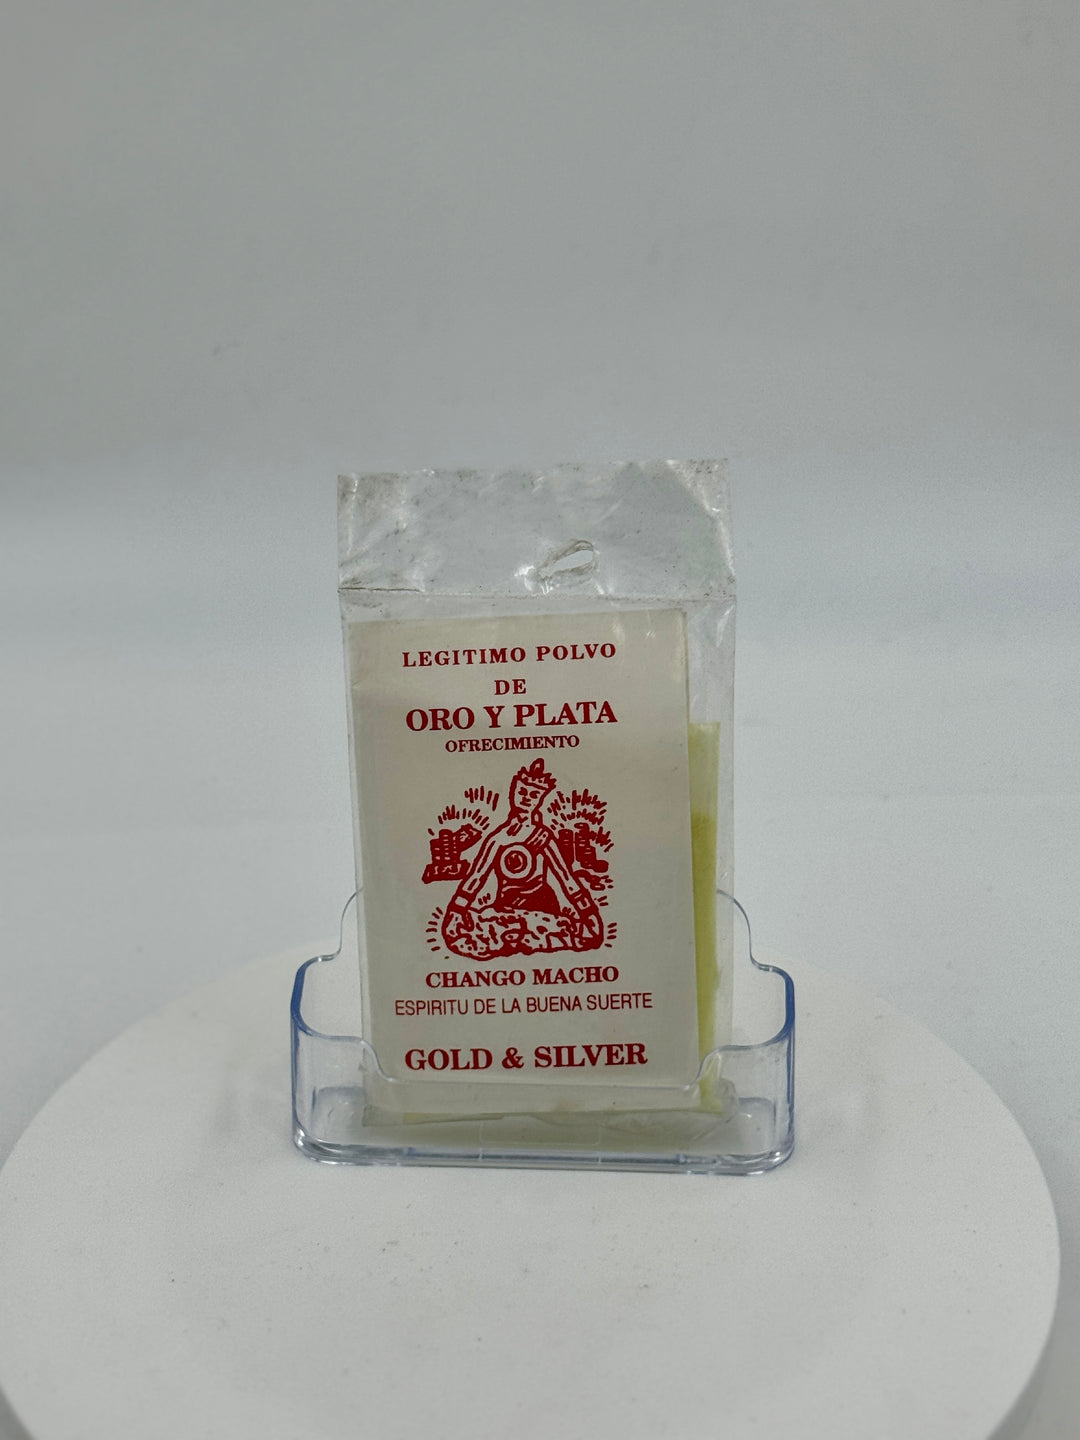 LEGITIMO POLVO
DE
ORO Y PLATA
OFRECIMIENTO
CHANGO MACHO
ESPIRITU DE LA BUENA SUERTE
GOLD & SILVER